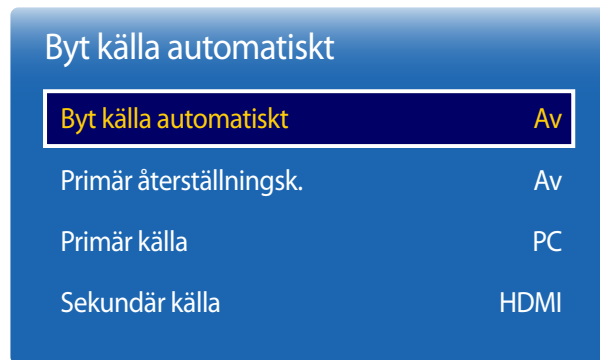 Byt källa automatiskt
Byt källa automatiskt Av
Primär återställningsk. Av
Primär källa PC
Sekundär källa HDMI